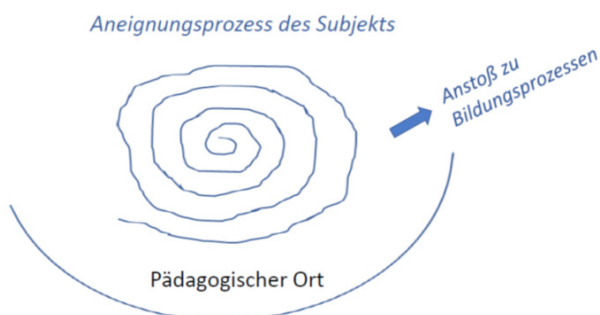 Aneignungsprozess des Subjekts
Anstoß zu
Bildungsprozessen
Pädagogischer Ort